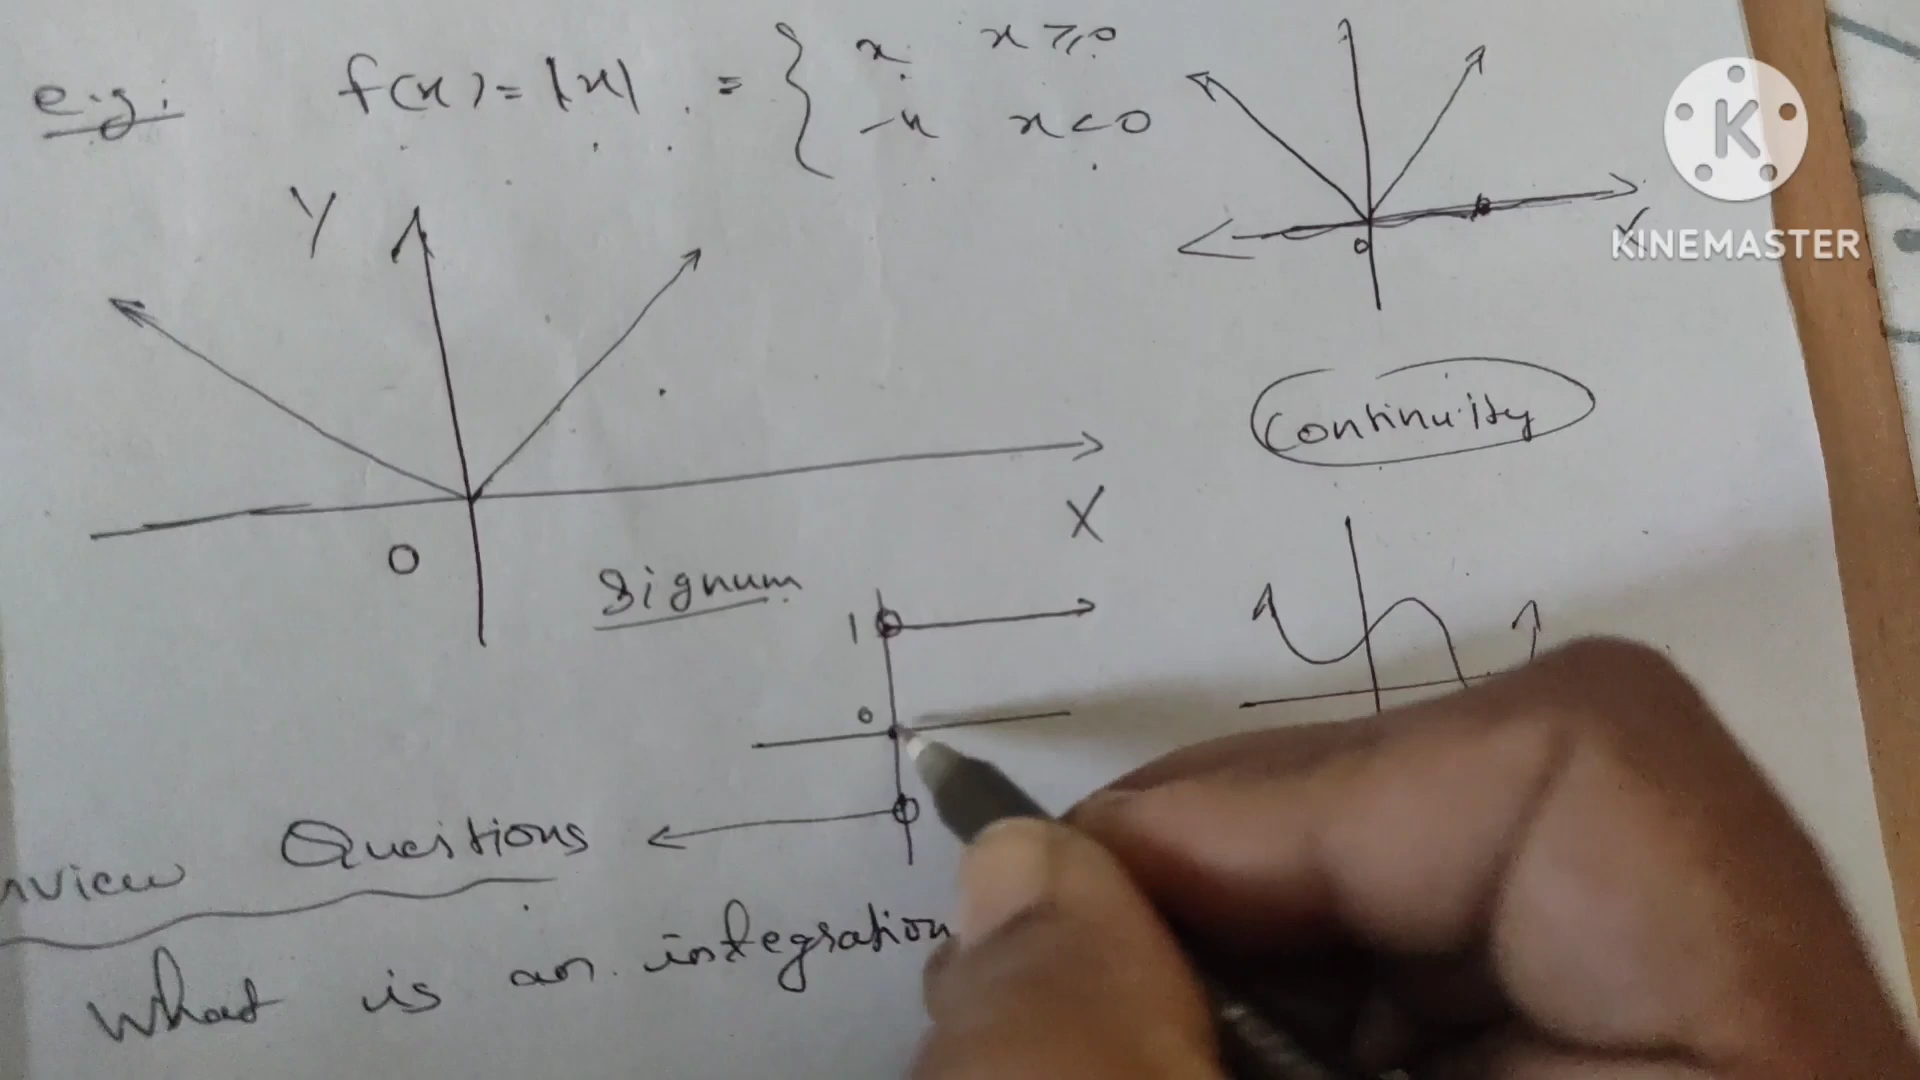 e.g: f(x) = |x| = { x x ≥ 0
-x x < 0
K
KINEMASTER
Y
0
X
Continuity
0
X
Signum
1
0
Questions
What is an integration